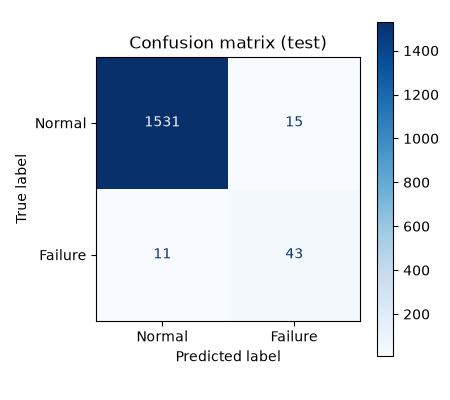 Confusion matrix (test)
True label
Normal
1531
15
Failure
11
43
Normal
Failure
Predicted label
1400
1200
1000
800
600
400
200